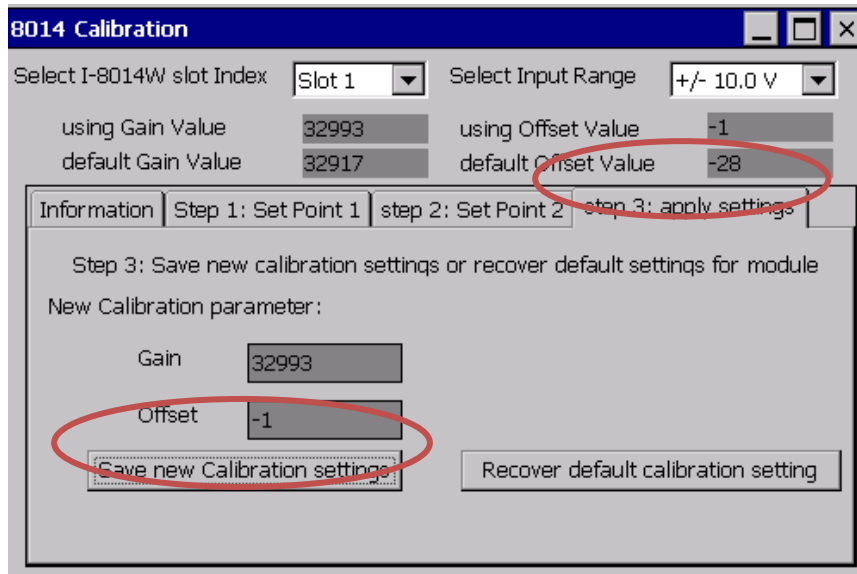 8014 Calibration
Select I-8014W slot Index Slot 1 Select Input Range +/- 10.0 V
using Gain Value 32993 using Offset Value -1
default Gain Value 32917 default Offset Value -28
Information Step 1: Set Point 1 step 2: Set Point 2 step 3: apply settings
Step 3: Save new calibration settings or recover default settings for module
New Calibration parameter:
Gain 32993
Offset -1
Save new Calibration settings Recover default calibration setting